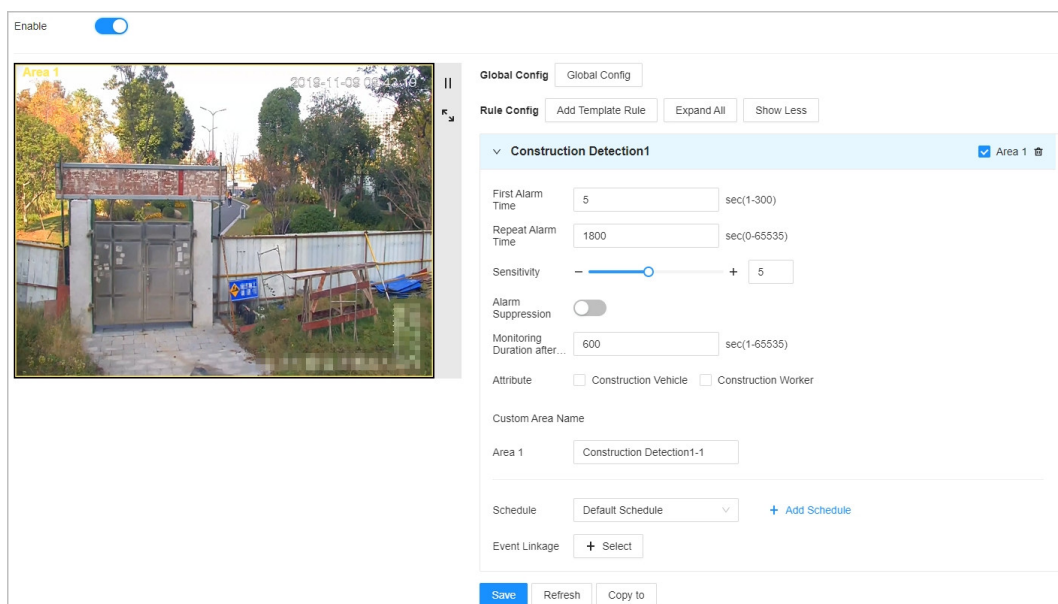 Enable
Area 1
2019-11-09
Global Config Global Config
Rule Config Add Template Rule Expand All Show Less
Construction Detection1 Area 1
First Alarm
Time
5 sec(1-300)
Repeat Alarm
Time
1800 sec(0-65535)
Sensitivity − + 5
Alarm
Suppression
Monitoring
Duration after...
600 sec(1-65535)
Attribute Construction Vehicle Construction Worker
Custom Area Name
Area 1 Construction Detection1-1
Schedule Default Schedule + Add Schedule
Event Linkage + Select
Save Refresh Copy to